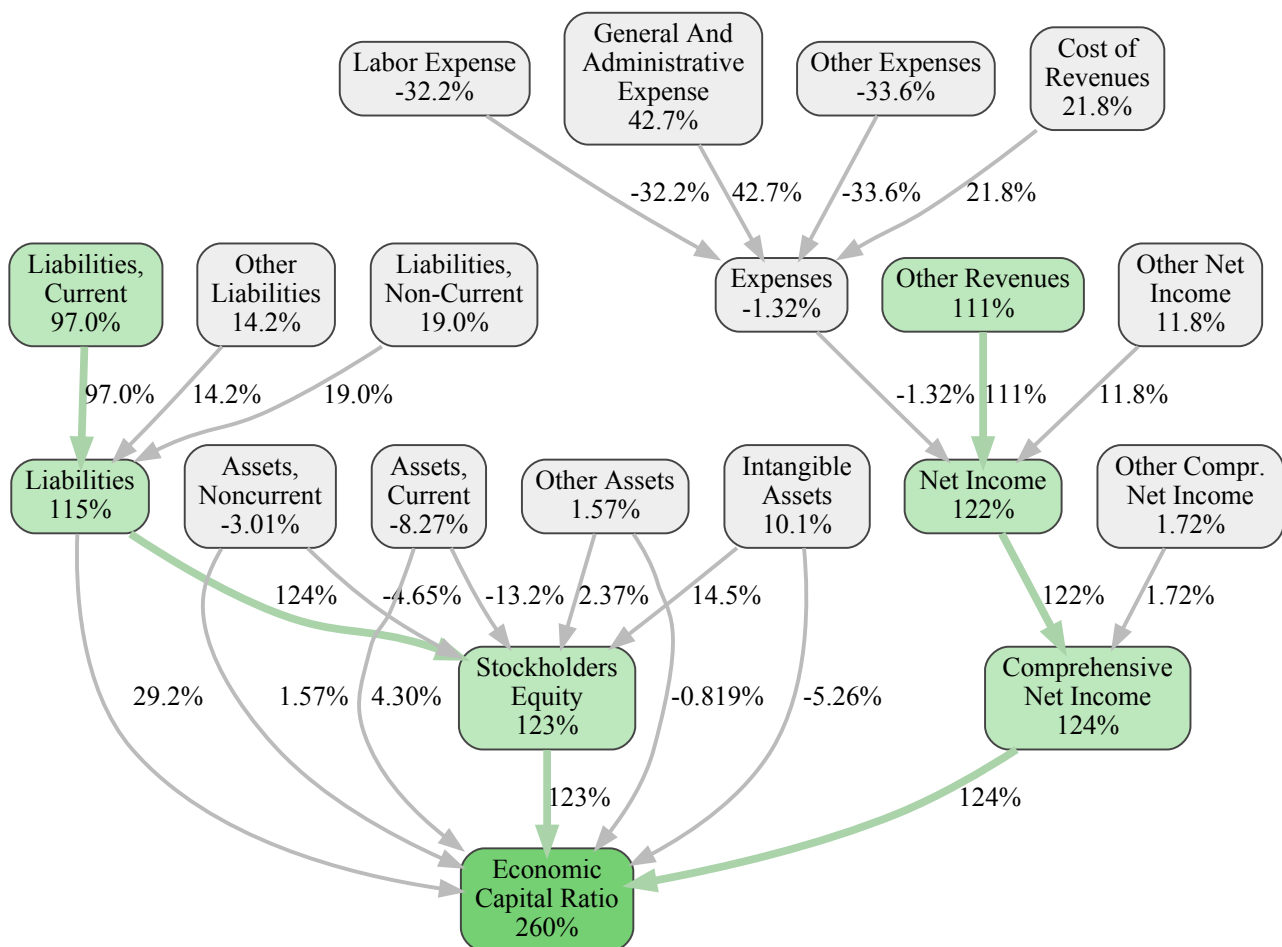 Labor Expense
-32.2%
General And
Administrative
Expense
42.7%
Other Expenses
-33.6%
Cost of
Revenues
21.8%
-32.2%
42.7%
-33.6%
21.8%
Liabilities,
Current
97.0%
Other
Liabilities
14.2%
Liabilities,
Non-Current
19.0%
Expenses
-1.32%
Other Revenues
111%
Other Net
Income
11.8%
97.0%
14.2%
19.0%
-1.32%
111%
11.8%
Liabilities
115%
Assets,
Noncurrent
-3.01%
Assets,
Current
-8.27%
Other Assets
1.57%
Intangible
Assets
10.1%
Net Income
122%
Other Compr.
Net Income
1.72%
124%
-4.65%
-13.2%
2.37%
14.5%
122%
1.72%
29.2%
1.57%
4.30%
Stockholders
Equity
123%
-0.819%
-5.26%
Comprehensive
Net Income
124%
123%
124%
Economic
Capital Ratio
260%